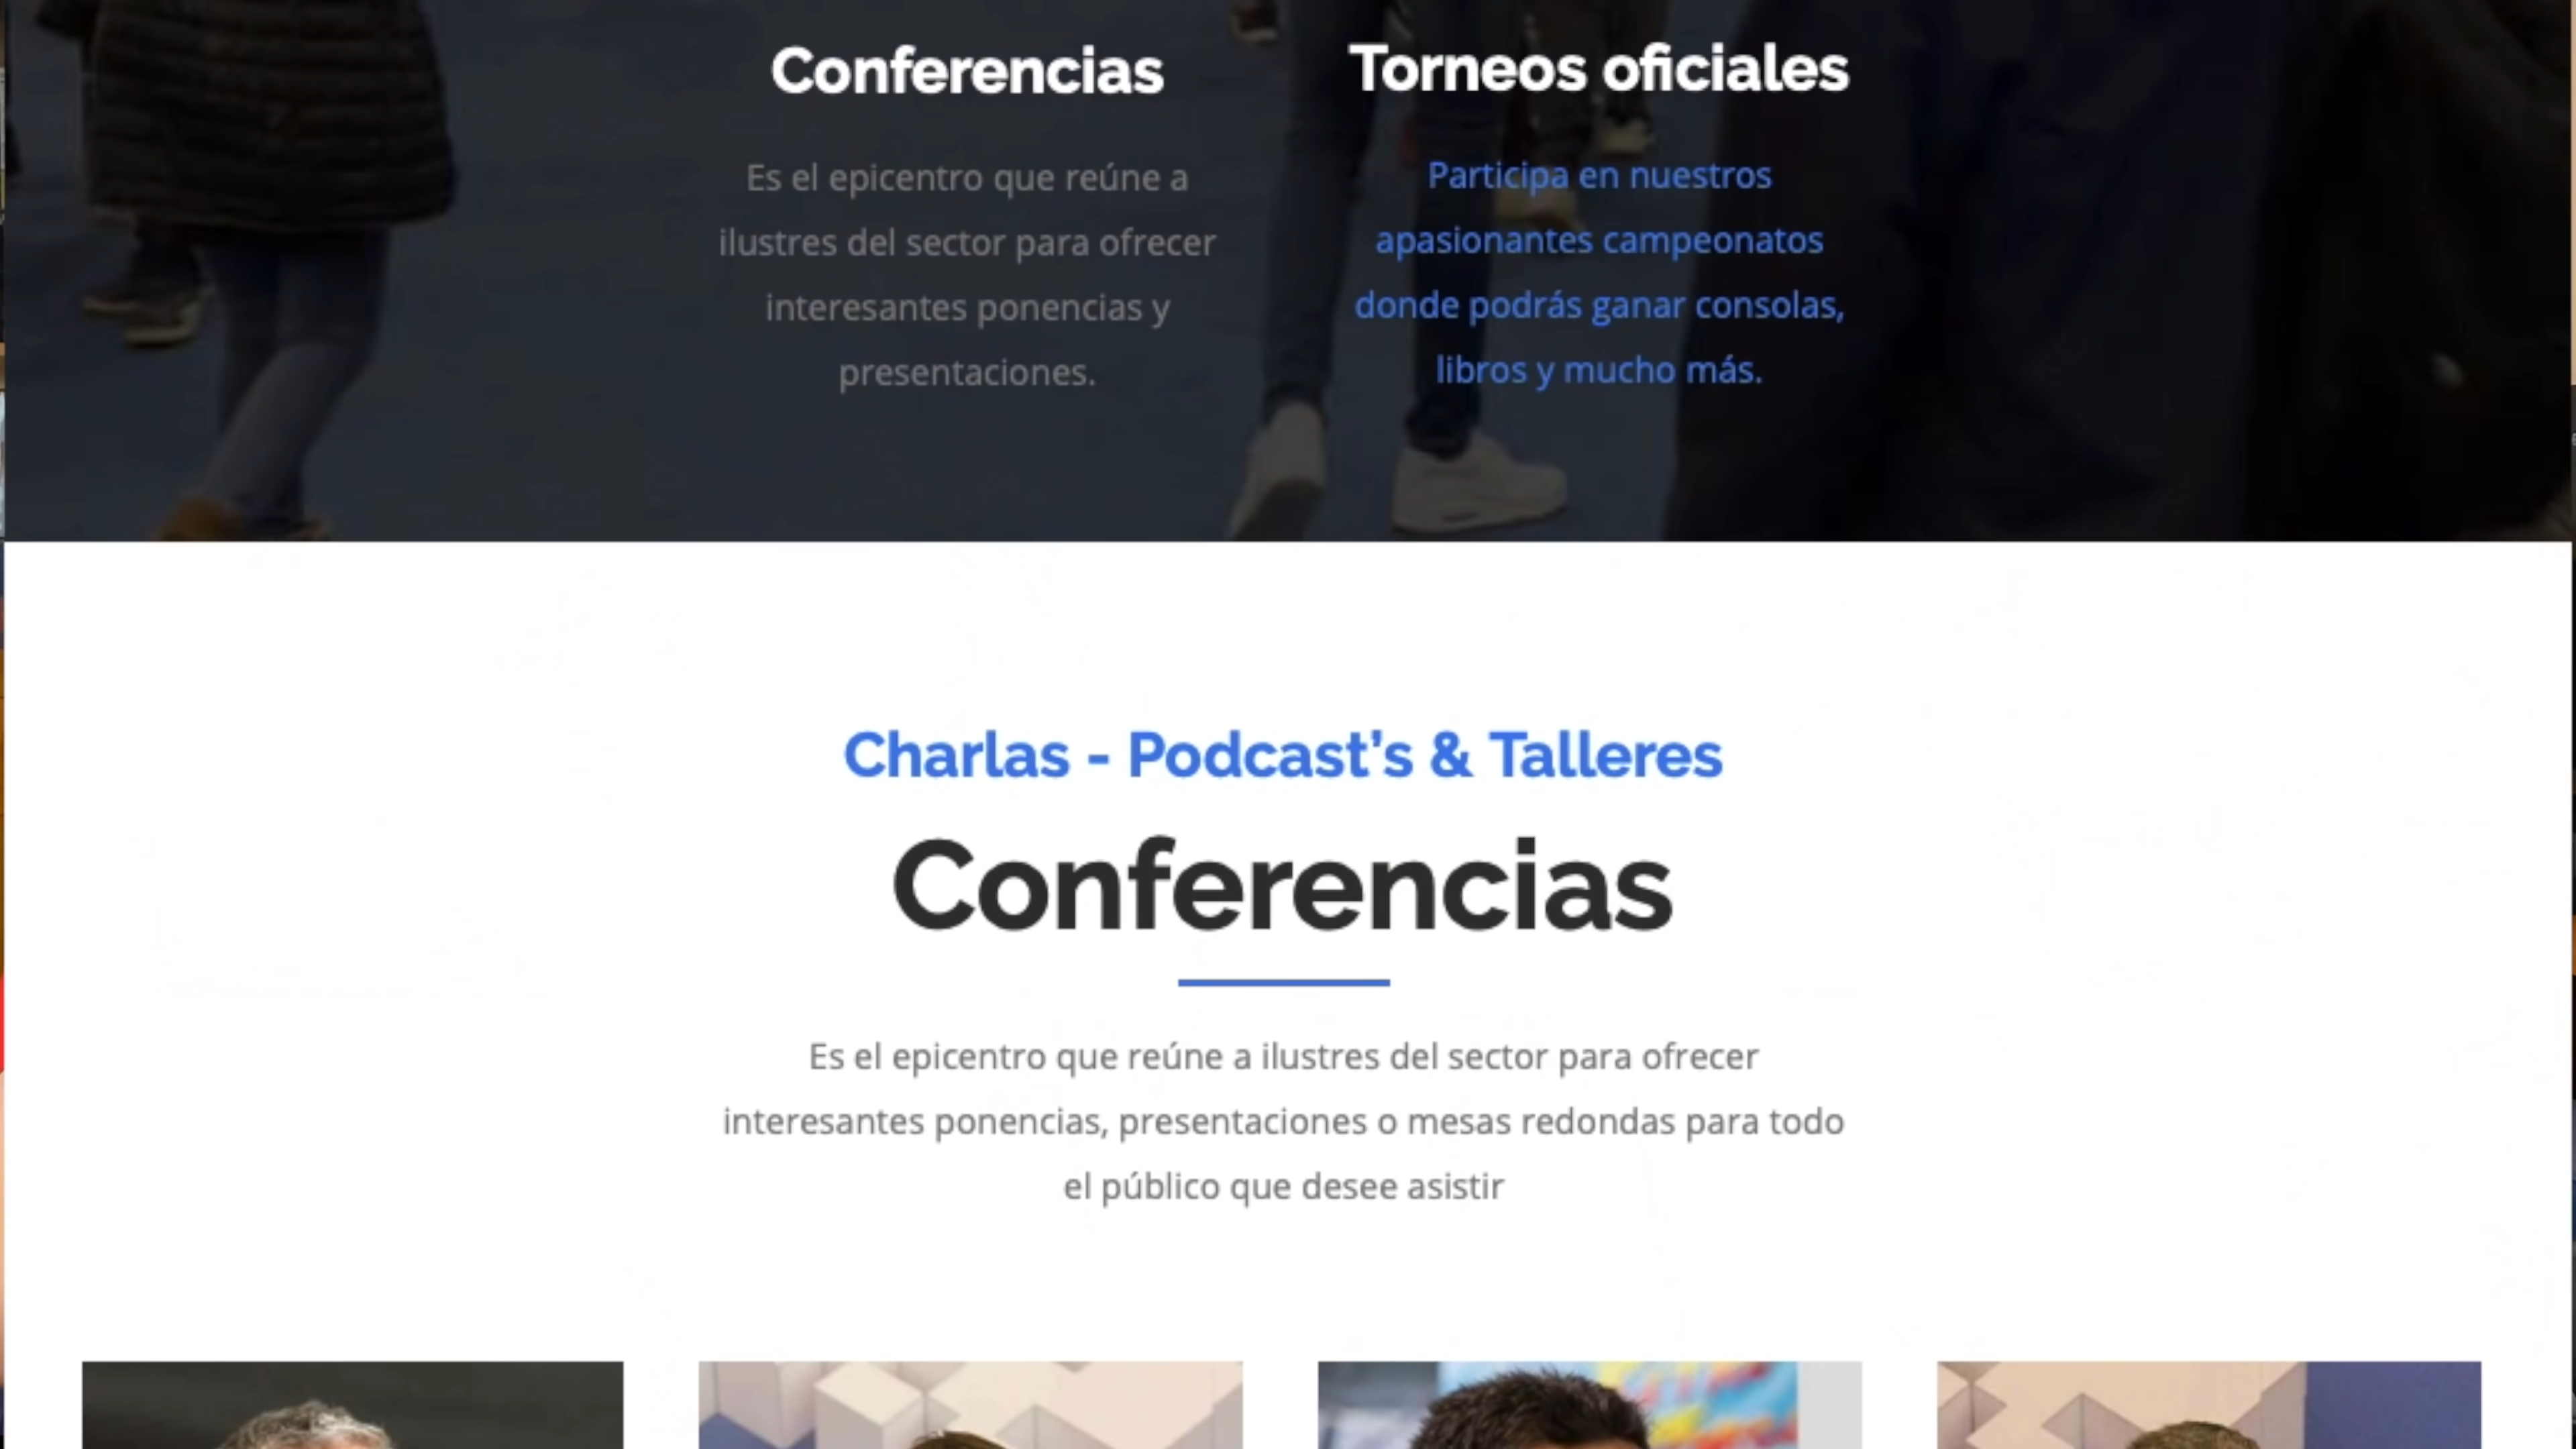 Conferencias
Es el epicentro que reúne a
ilustres del sector para ofrecer
interesantes ponencias y
presentaciones.
Torneos oficiales
Participa en nuestros
apasionantes campeonatos
donde podrás ganar consolas,
libros y mucho más.
Charlas - Podcast's & Talleres
Conferencias
Es el epicentro que reúne a ilustres del sector para ofrecer
interesantes ponencias, presentaciones o mesas redondas para todo
el público que desee asistir